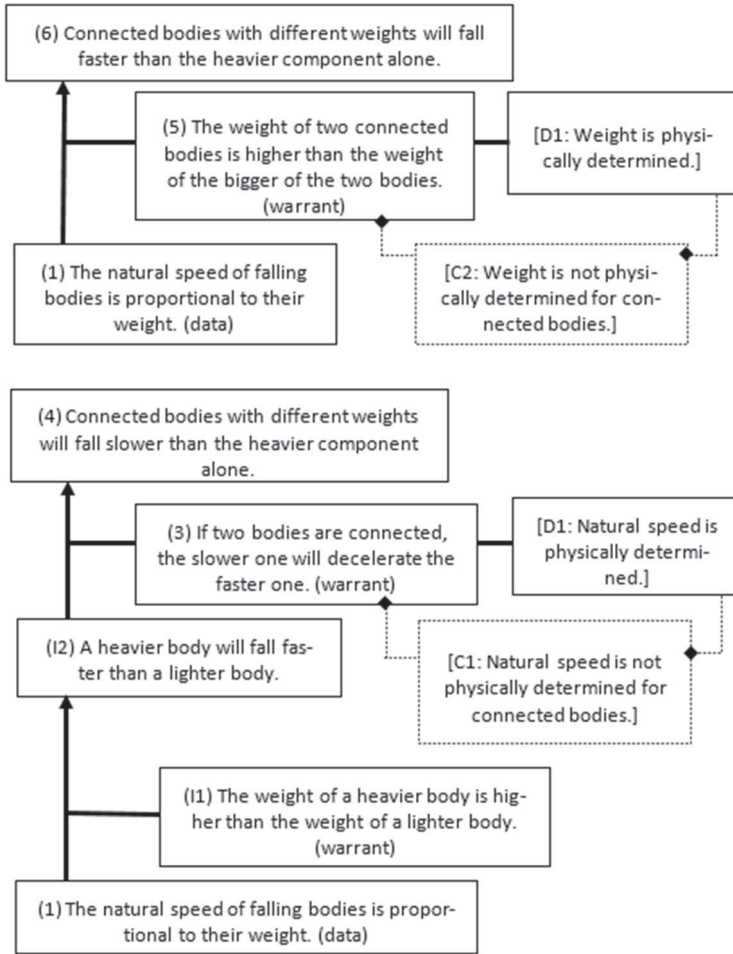 (6) Connected bodies with different weights will fall
faster than the heavier component alone.
(5) The weight of two connected
bodies is higher than the weight
of the bigger of the two bodies.
(warrant)
[D1: Weight is physi-
cally determined.]
(1) The natural speed of falling
bodies is proportional to their
weight. (data)
[C2: Weight is not physi-
cally determined for con-
nected bodies.]
(4) Connected bodies with different weights
will fall slower than the heavier component
alone.
(3) If two bodies are connected,
the slower one will decelerate the
faster one. (warrant)
[D1: Natural speed is
physically determi-
ned.]
(I2) A heavier body will fall fas-
ter than a lighter body.
[C1: Natural speed is not
physically determined for
connected bodies.]
(I1) The weight of a heavier body is hig-
her than the weight of a lighter body.
(warrant)
(1) The natural speed of falling bodies is propor-
tional to their weight. (data)